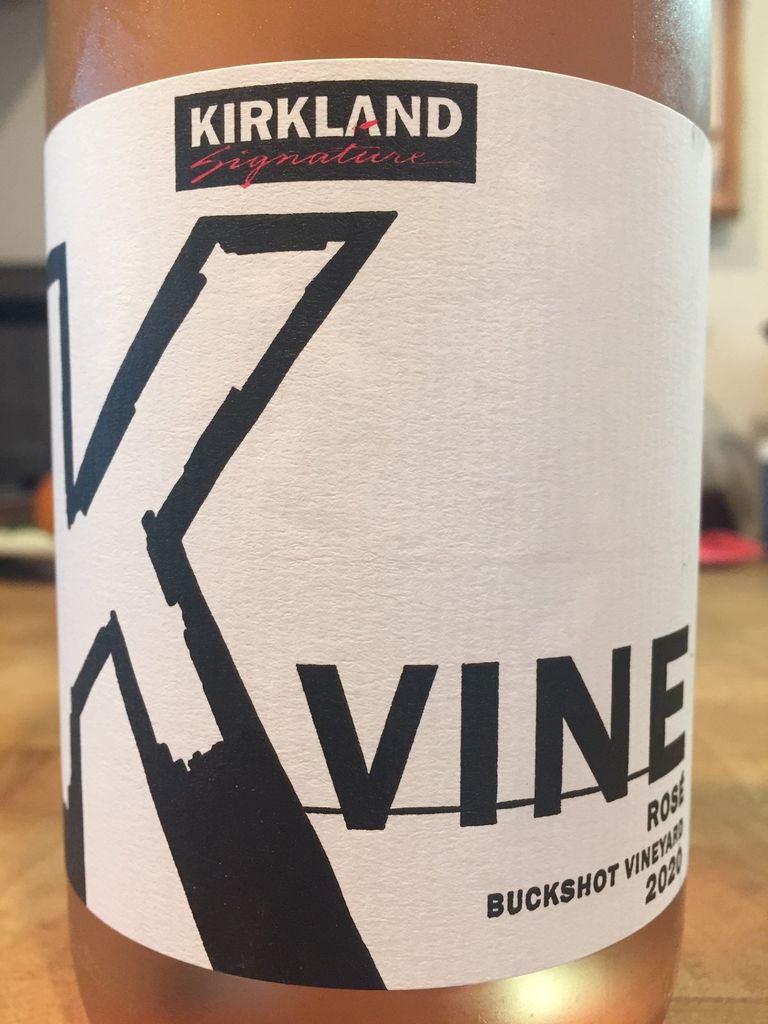 KIRKLAND
Signature
K VINE
ROSÉ
BUCKSHOT VINEYARD
2020